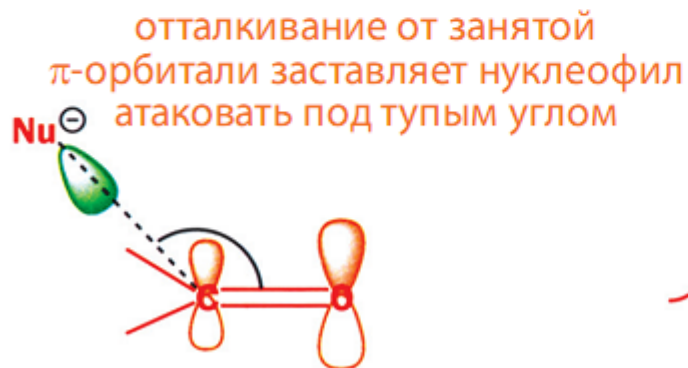 отталкивание от занятой
π-орбитали заставляет нуклеофил
атаковать под тупым углом
Nu⊖
C O